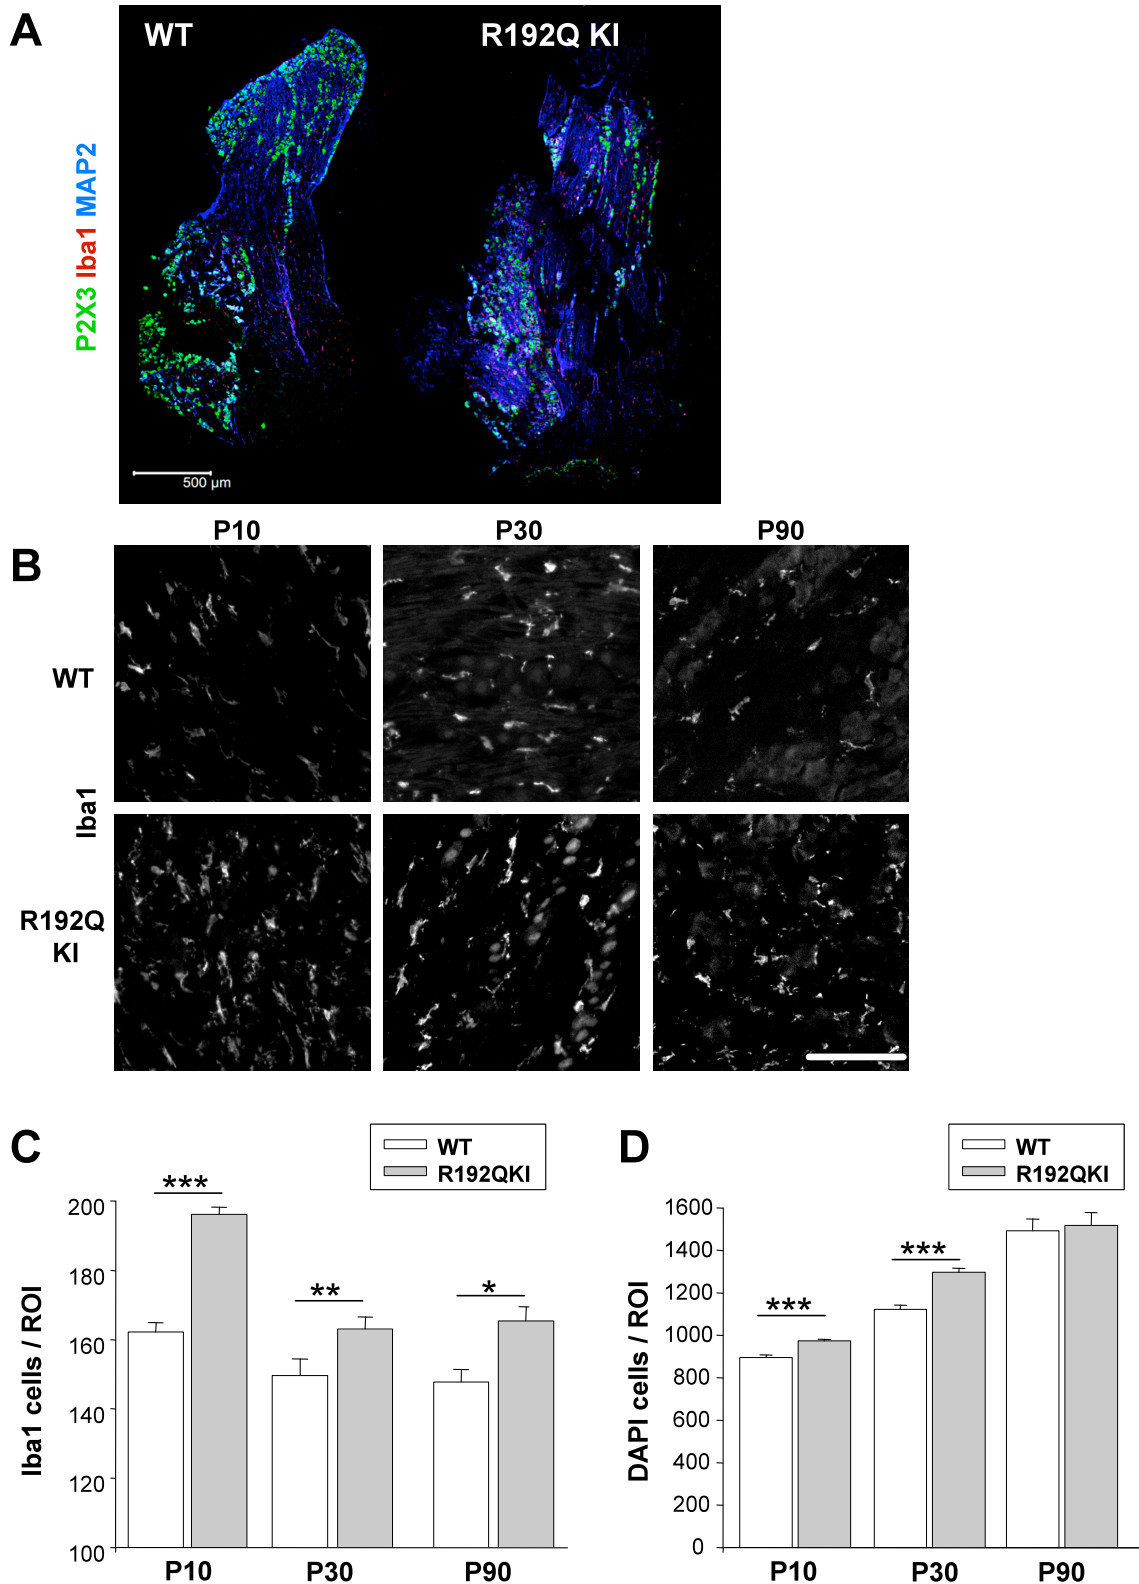 A
WT
R192Q KI
P2X3 Iba1 MAP2
500 µm
B
P10
P30
P90
WT
Iba1
R192Q
KI
C
WT
R192QKI
Iba1 cells / ROI
200
180
160
140
120
100
***
**
*
P10
P30
P90
D
WT
R192QKI
DAPI cells / ROI
1600
1400
1200
1000
800
600
400
200
0
***
***
P10
P30
P90